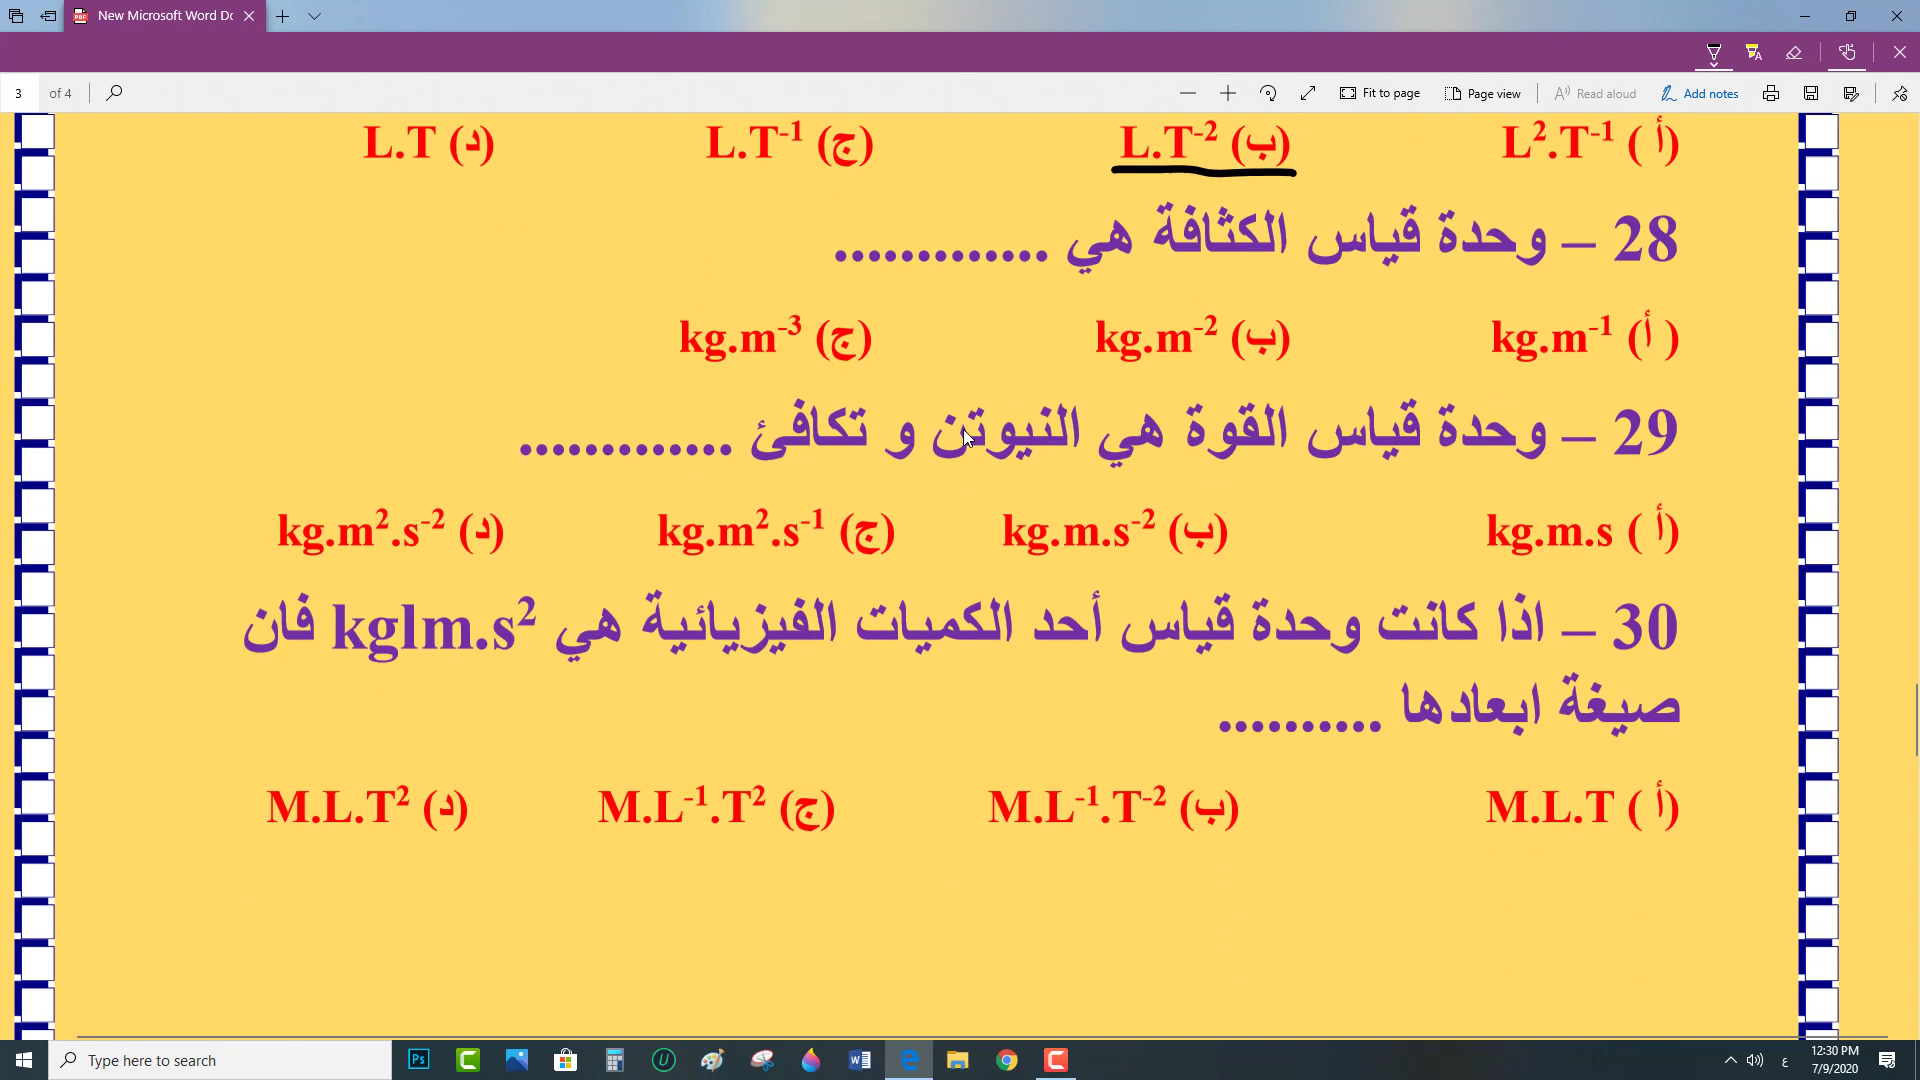 New Microsoft Word Do
3 of 4
Fit to page
Page view
Read aloud
Add notes
( أ ) L².T⁻¹ (ب) L.T⁻² (ج) L.T⁻¹ (د) L.T
28 – وحدة قياس الكثافة هي .............
( أ ) kg.m⁻¹ (ب) kg.m⁻² (ج) kg.m⁻³
29 – وحدة قياس القوة هي النيوتن و تكافئ .............
( أ ) kg.m.s (ب) kg.m.s⁻² (ج) kg.m².s⁻¹ (د) kg.m².s⁻²
30 – اذا كانت وحدة قياس أحد الكميات الفيزيائية هي kglm.s² فان
صيغة ابعادها ..........
( أ ) M.L.T (ب) M.L⁻¹.T⁻² (ج) M.L⁻¹.T² (د) M.L.T²
Type here to search
Ps
ع
12:30 PM
7/9/2020